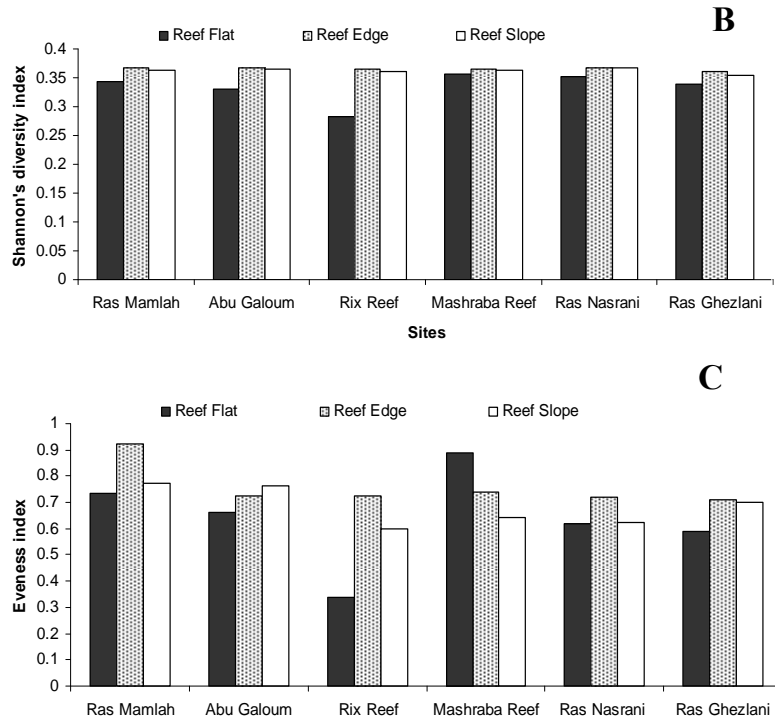 B
Reef Flat Reef Edge Reef Slope
0.4
0.35
0.3
0.25
0.2
0.15
0.1
0.05
0
Shannon's diversity index
Ras Mamlah Abu Galoum Rix Reef Mashraba Reef Ras Nasrani Ras Ghezlani
Sites
C
Reef Flat Reef Edge Reef Slope
1
0.9
0.8
0.7
0.6
0.5
0.4
0.3
0.2
0.1
0
Eveness index
Ras Mamlah Abu Galoum Rix Reef Mashraba Reef Ras Nasrani Ras Ghezlani